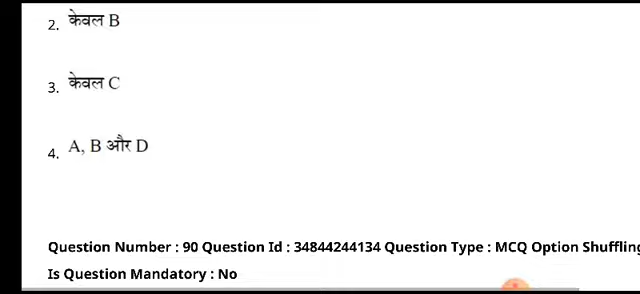 2. केवल B
3. केवल C
4. A, B और D
Question Number : 90 Question Id : 34844244134 Question Type : MCQ Option Shuffling
Is Question Mandatory : No